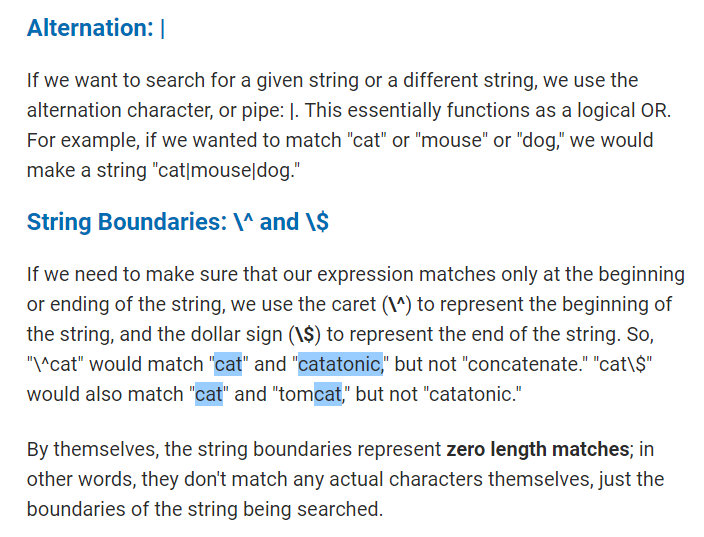 Alternation: |
If we want to search for a given string or a different string, we use the
alternation character, or pipe: |. This essentially functions as a logical OR.
For example, if we wanted to match "cat" or "mouse" or "dog," we would
make a string "cat|mouse|dog."
String Boundaries: \^ and \$
If we need to make sure that our expression matches only at the beginning
or ending of the string, we use the caret (\^) to represent the beginning of
the string, and the dollar sign (\$) to represent the end of the string. So,
"\^cat" would match "cat" and "catatonic," but not "concatenate." "cat\$"
would also match "cat" and "tomcat," but not "catatonic."
By themselves, the string boundaries represent zero length matches; in
other words, they don't match any actual characters themselves, just the
boundaries of the string being searched.